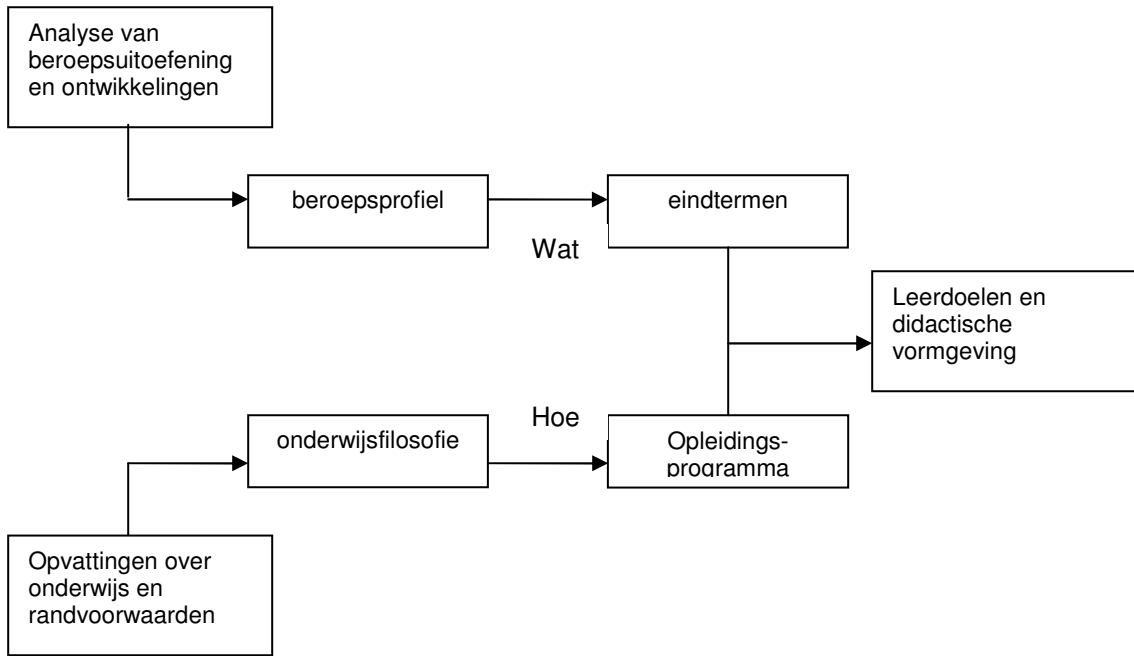 Analyse van
beroepsuitoefening
en ontwikkelingen
beroepsprofiel
eindtermen
Wat
Leerdoelen en
didactische
vormgeving
Hoe
onderwijsfilosofie
Opleidings-
programma
Opvattingen over
onderwijs en
randvoorwaarden